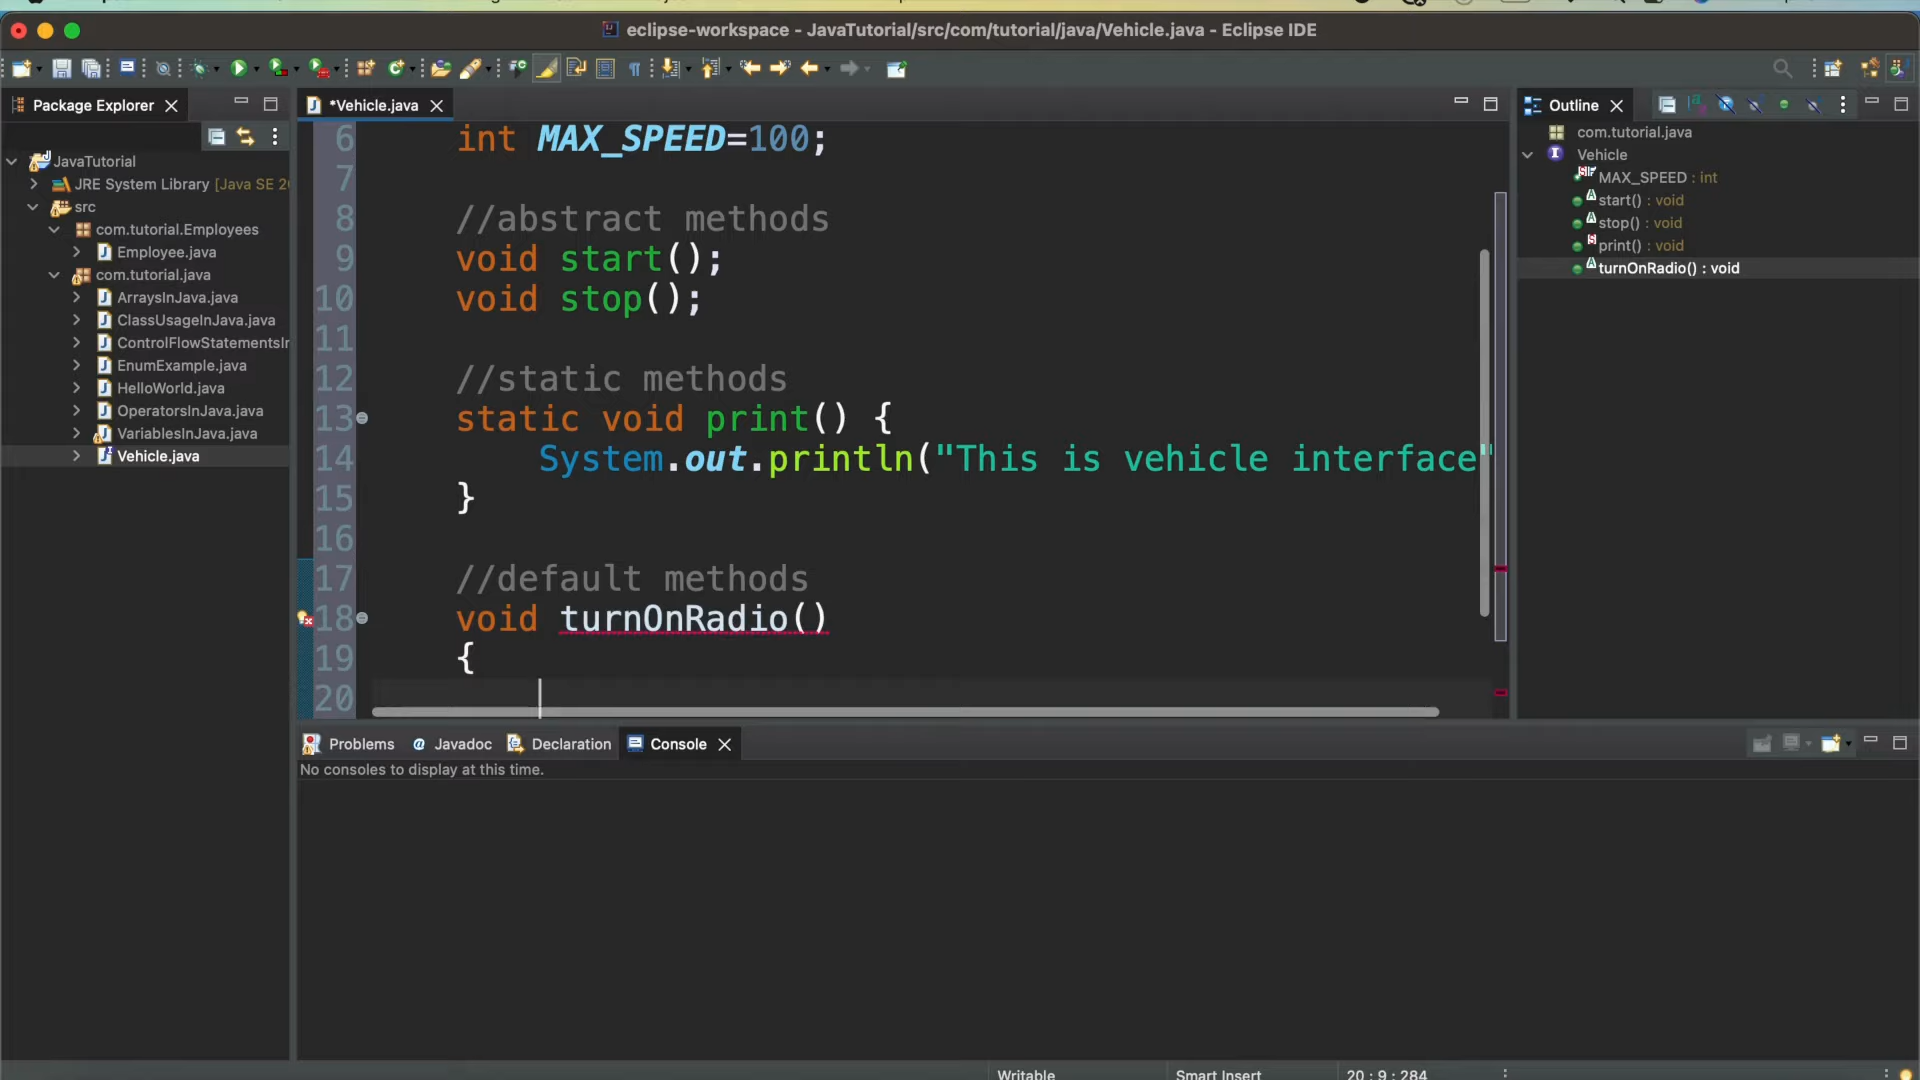 eclipse-workspace - JavaTutorial/src/com/tutorial/java/Vehicle.java - Eclipse IDE
Package Explorer
JavaTutorial
JRE System Library [Java SE 20
src
com.tutorial.Employees
Employee.java
com.tutorial.java
ArraysInJava.java
ClassUsageInJava.java
ControlFlowStatementsIn
EnumExample.java
HelloWorld.java
OperatorsInJava.java
VariablesInJava.java
Vehicle.java
*Vehicle.java
6 int MAX_SPEED=100;
7
8 //abstract methods
9 void start();
10 void stop();
11
12 //static methods
13 static void print() {
14 System.out.println("This is vehicle interface"
15 }
16
17 //default methods
18 void turnOnRadio()
19 {
20
Outline
com.tutorial.java
Vehicle
MAX_SPEED : int
start() : void
stop() : void
print() : void
turnOnRadio() : void
Problems
@ Javadoc
Declaration
Console
No consoles to display at this time.
Writable
Smart Insert
20 : 9 : 284